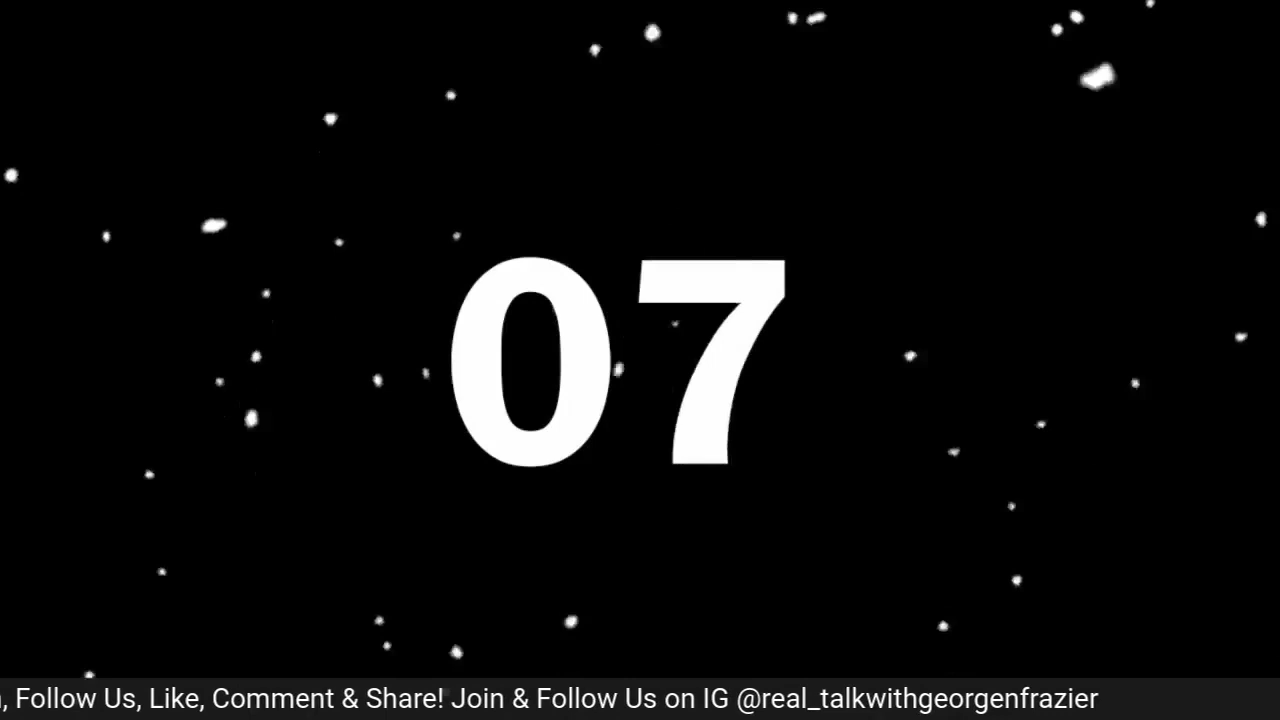 07
, Follow Us, Like, Comment & Share! Join & Follow Us on IG @real_talkwithgeorgenfrazier